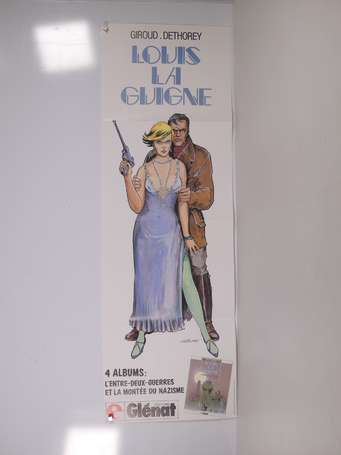 GIROUD . DETHOREY
LOUIS
LA
GUIGNE
4 ALBUMS:
L'ENTRE-DEUX-GUERRES
ET LA MONTÉE DU NAZISME
Glénat